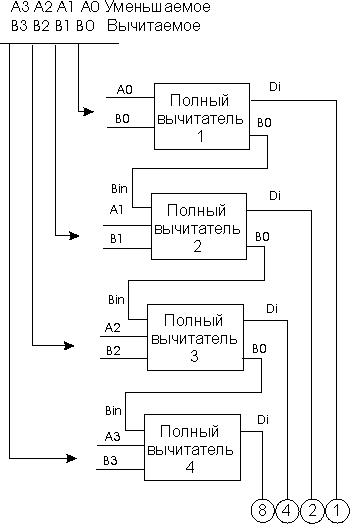 A3 A2 A1 A0 Уменьшаемое
B3 B2 B1 B0 Вычитаемое
A0
B0
Полный
вычитатель
1
Di
B0
Bin
A1
B1
Полный
вычитатель
2
Di
B0
Bin
A2
B2
Полный
вычитатель
3
Di
B0
Bin
A3
B3
Полный
вычитатель
4
Di
8 4 2 1